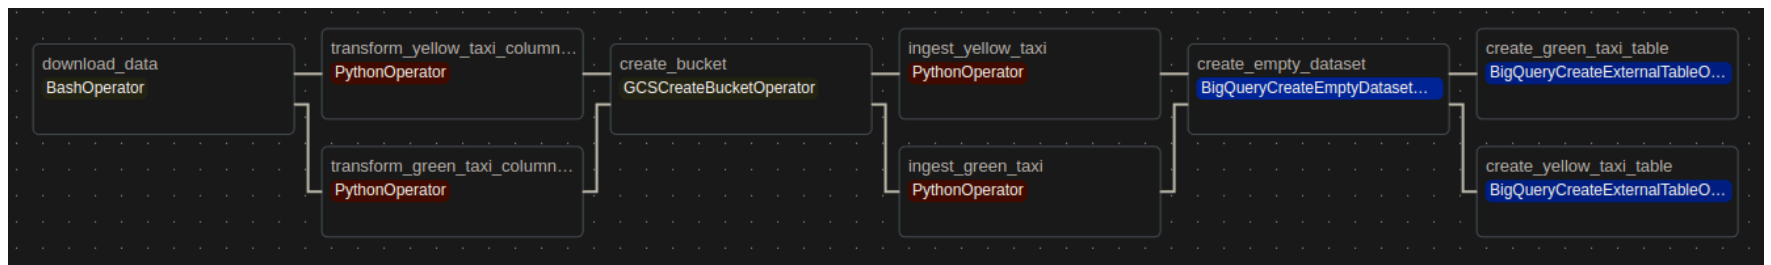 download_data
BashOperator
transform_yellow_taxi_column...
PythonOperator
transform_green_taxi_column...
PythonOperator
create_bucket
GCSCreateBucketOperator
ingest_yellow_taxi
PythonOperator
ingest_green_taxi
PythonOperator
create_empty_dataset
BigQueryCreateEmptyDataset...
create_green_taxi_table
BigQueryCreateExternalTableO...
create_yellow_taxi_table
BigQueryCreateExternalTableO...